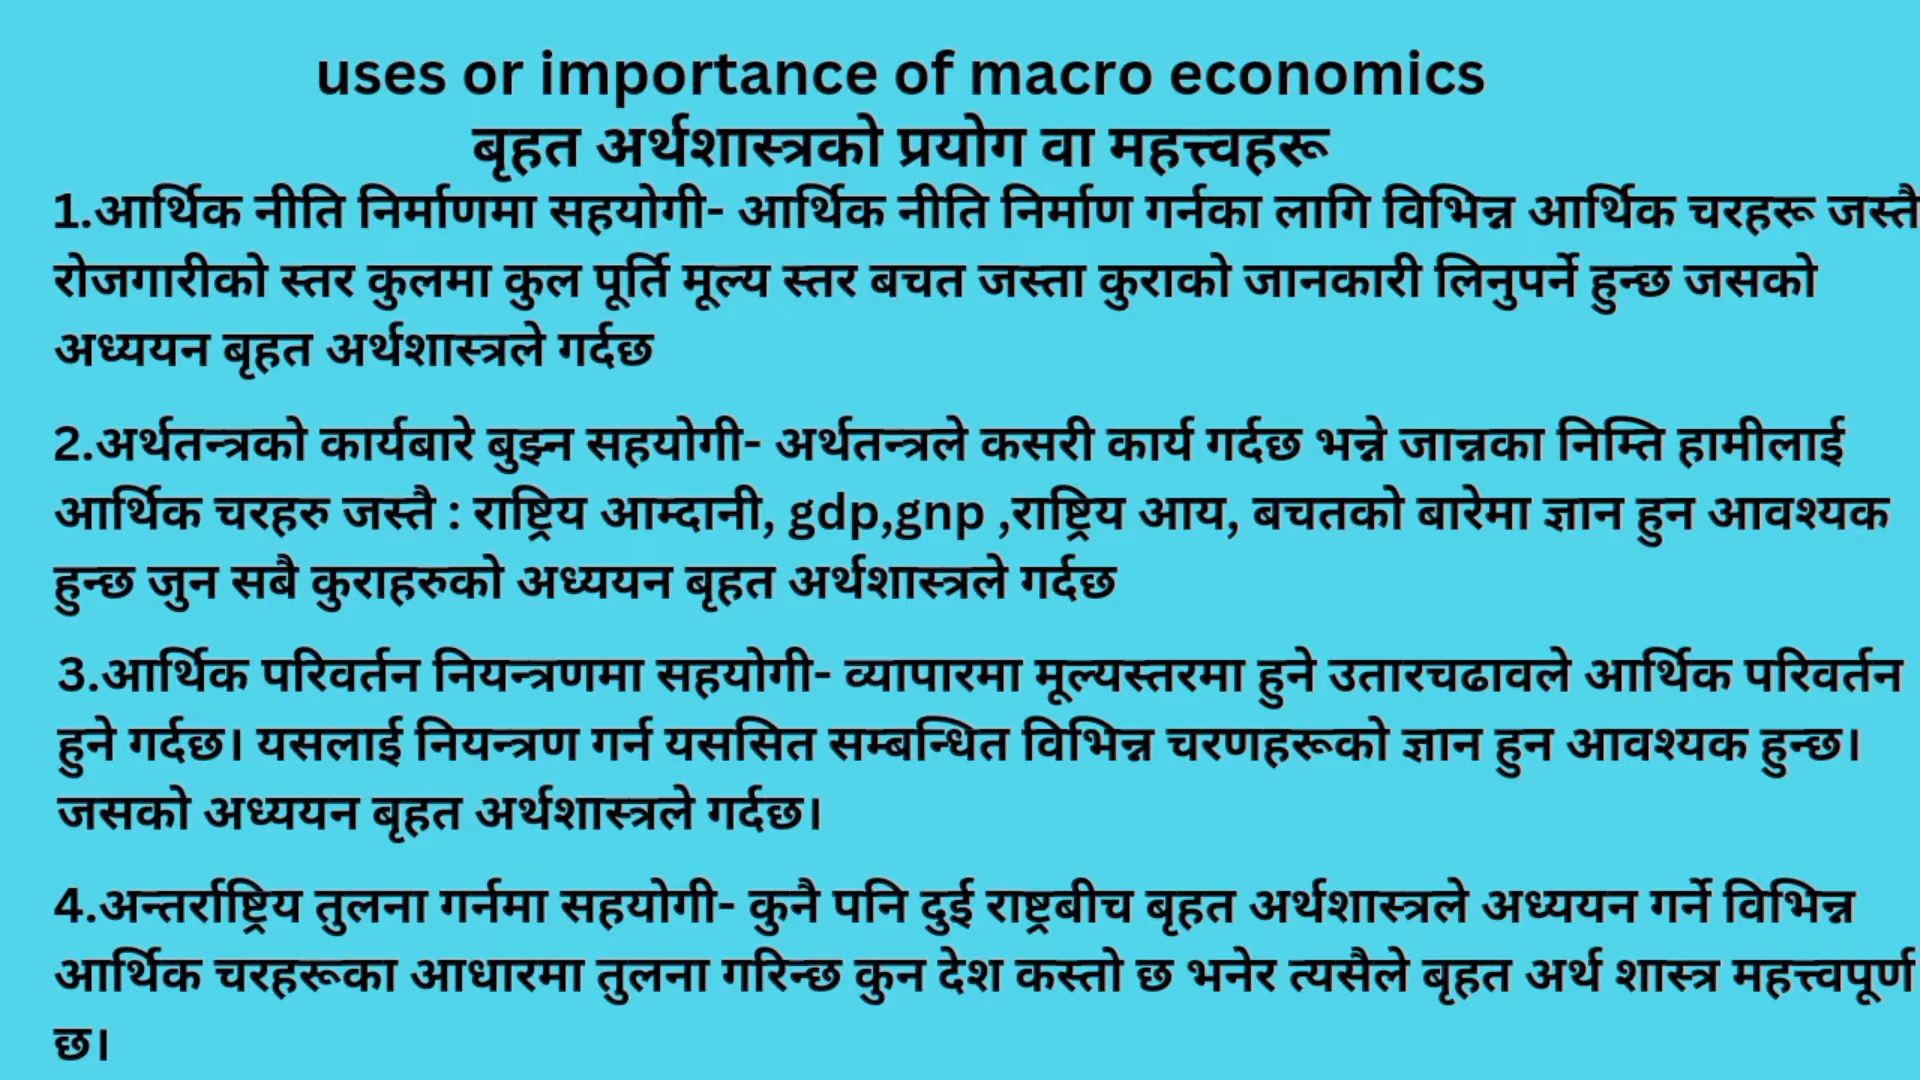 uses or importance of macro economics
बृहत अर्थशास्त्रको प्रयोग वा महत्त्वहरू
1.आर्थिक नीति निर्माणमा सहयोगी- आर्थिक नीति निर्माण गर्नका लागि विभिन्न आर्थिक चरहरू जस्तै
रोजगारीको स्तर कुलमा कुल पूर्ति मूल्य स्तर बचत जस्ता कुराको जानकारी लिनुपर्ने हुन्छ जसको
अध्ययन बृहत अर्थशास्त्रले गर्दछ
2.अर्थतन्त्रको कार्यबारे बुझ्न सहयोगी- अर्थतन्त्रले कसरी कार्य गर्दछ भन्ने जान्नका निम्ति हामीलाई
आर्थिक चरहरु जस्तै : राष्ट्रिय आम्दानी, gdp,gnp ,राष्ट्रिय आय, बचतको बारेमा ज्ञान हुन आवश्यक
हुन्छ जुन सबै कुराहरुको अध्ययन बृहत अर्थशास्त्रले गर्दछ
3.आर्थिक परिवर्तन नियन्त्रणमा सहयोगी- व्यापारमा मूल्यस्तरमा हुने उतारचढावले आर्थिक परिवर्तन
हुने गर्दछ। यसलाई नियन्त्रण गर्न यससित सम्बन्धित विभिन्न चरणहरूको ज्ञान हुन आवश्यक हुन्छ।
जसको अध्ययन बृहत अर्थशास्त्रले गर्दछ।
4.अन्तर्राष्ट्रिय तुलना गर्नमा सहयोगी- कुनै पनि दुई राष्ट्रबीच बृहत अर्थशास्त्रले अध्ययन गर्ने विभिन्न
आर्थिक चरहरूका आधारमा तुलना गरिन्छ कुन देश कस्तो छ भनेर त्यसैले बृहत अर्थ शास्त्र महत्त्वपूर्ण
छ।